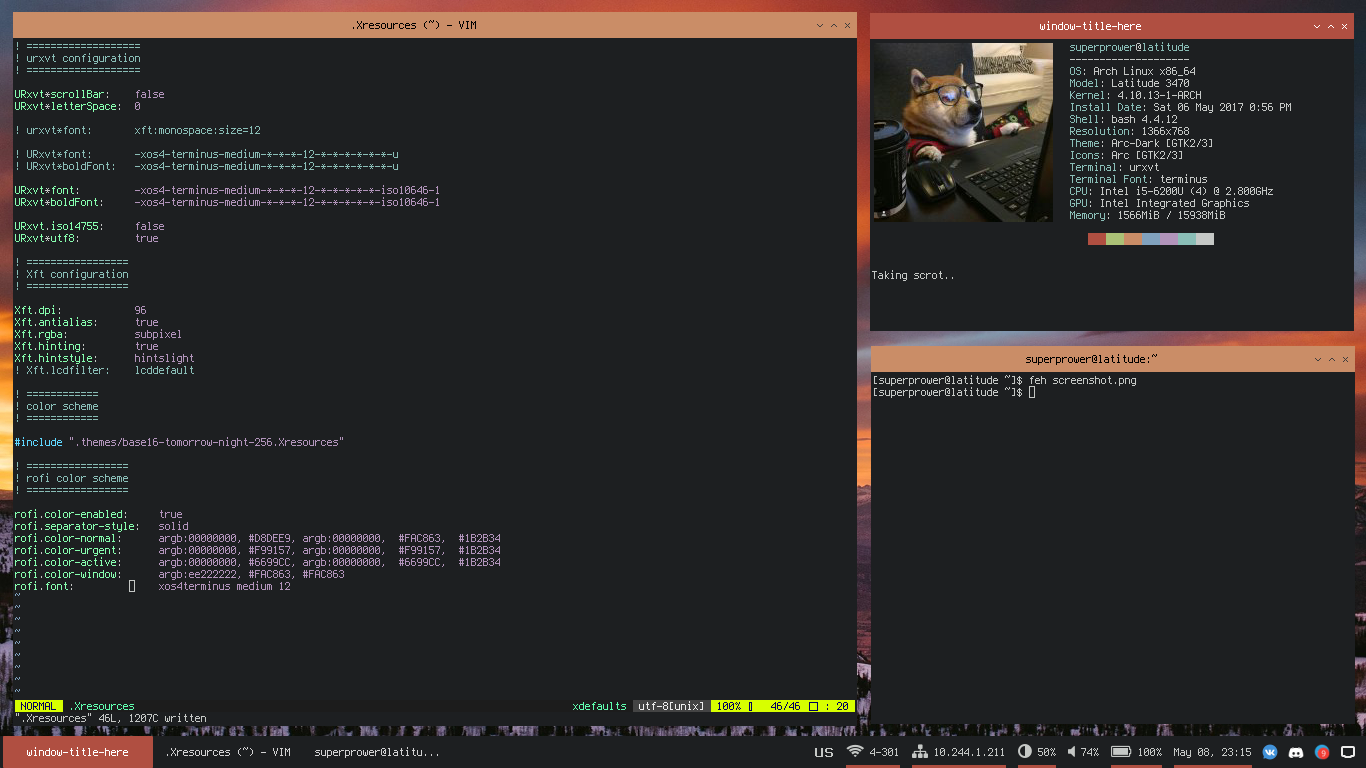 .Xresources (~) - VIM
! ===================
! urxvt configuration
! ===================
URxvt*scrollBar: false
URxvt*letterSpace: 0
! urxvt*font: xft:monospace:size=12
! URxvt*font: -xos4-terminus-medium-*-*-*-12-*-*-*-*-*-*-u
! URxvt*boldFont: -xos4-terminus-medium-*-*-*-12-*-*-*-*-*-*-u
URxvt*font: -xos4-terminus-medium-*-*-*-12-*-*-*-*-*-iso10646-1
URxvt*boldFont: -xos4-terminus-medium-*-*-*-12-*-*-*-*-*-iso10646-1
URxvt.iso14755: false
URxvt*utf8: true
! =================
! Xft configuration
! =================
Xft.dpi: 96
Xft.antialias: true
Xft.rgba: subpixel
Xft.hinting: true
Xft.hintstyle: hintslight
! Xft.lcdfilter: lcddefault
! ============
! color scheme
! ============
#include ".themes/base16-tomorrow-night-256.Xresources"
! =================
! rofi color scheme
! =================
rofi.color-enabled: true
rofi.separator-style: solid
rofi.color-normal: argb:00000000, #D8DEE9, argb:00000000, #FAC863, #1B2B34
rofi.color-urgent: argb:00000000, #F99157, argb:00000000, #F99157, #1B2B34
rofi.color-active: argb:00000000, #6699CC, argb:00000000, #6699CC, #1B2B34
rofi.color-window: argb:ee222222, #FAC863, #FAC863
rofi.font: xos4terminus medium 12
~
~
~
~
~
~
~
~
~
NORMAL .Xresources xdefaults utf-8[unix] 100% 46/46 : 20
".Xresources" 46L, 1207C written
window-title-here
superprower@latitude
--------------------
OS: Arch Linux x86_64
Model: Latitude 3470
Kernel: 4.10.13-1-ARCH
Install Date: Sat 06 May 2017 0:56 PM
Shell: bash 4.4.12
Resolution: 1366x768
Theme: Arc-Dark [GTK2/3]
Icons: Arc [GTK2/3]
Terminal: urxvt
Terminal Font: terminus
CPU: Intel i5-6200U (4) @ 2.800GHz
GPU: Intel Integrated Graphics
Memory: 1566MiB / 15938MiB
Taking scrot..
superprower@latitude:~
[superprower@latitude ~]$ feh screenshot.png
[superprower@latitude ~]$
window-title-here .Xresources (~) - VIM superprower@latitu... US 4-301 10.244.1.211 50% 74% 100% May 08, 23:15 9